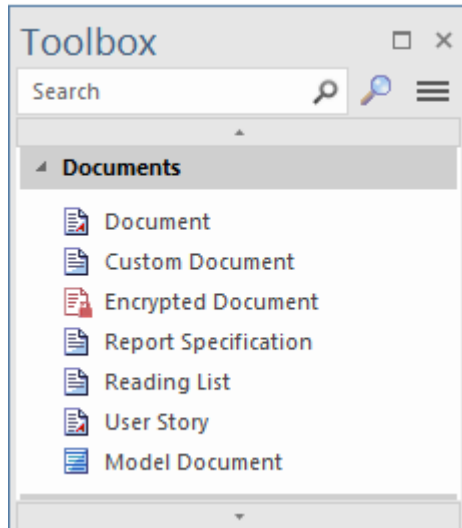 Toolbox
Search
Documents
Document
Custom Document
Encrypted Document
Report Specification
Reading List
User Story
Model Document